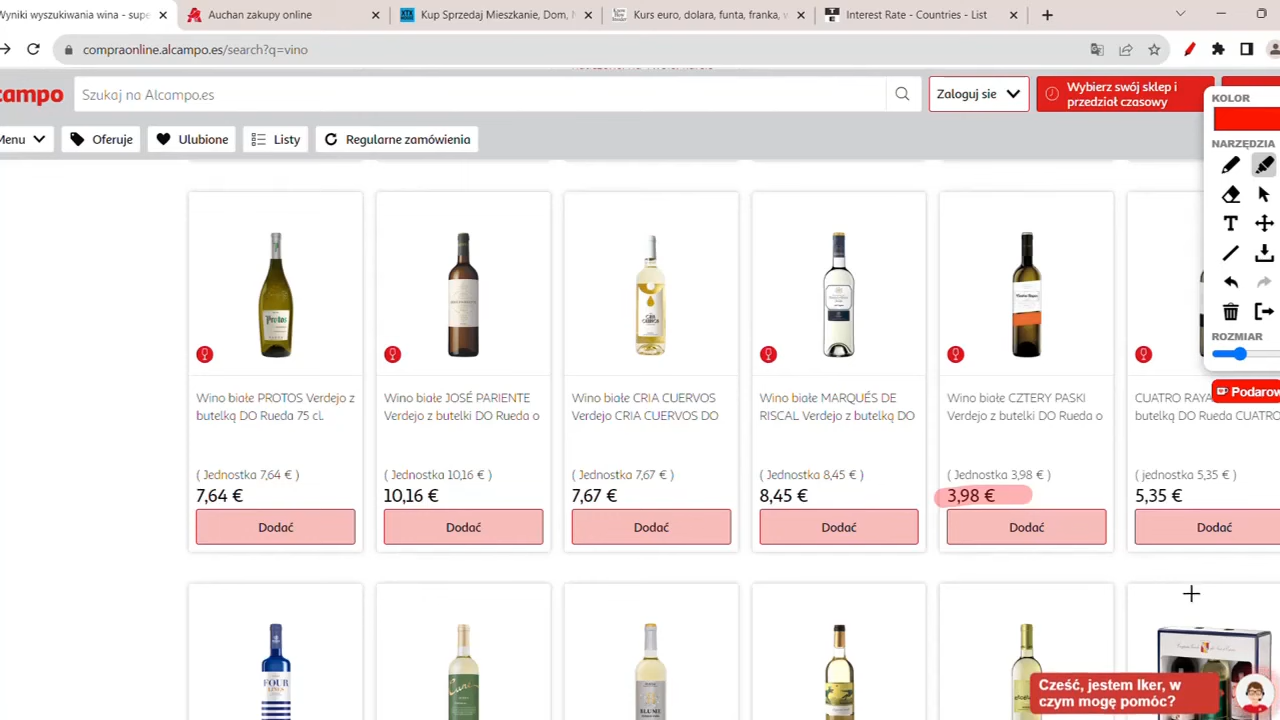 Wyniki wyszukiwania wina - supe
Auchan zakupy online
Kup Sprzedaj Mieszkanie, Dom,
Kurs euro, dolara, funta, franka, w
Interest Rate - Countries - List
compraonline.alcampo.es/search?q=vino
campo
Szukaj na Alcampo.es
Zaloguj sie
Wybierz swój sklep i
przedział czasowy
Menu
Oferuje
Ulubione
Listy
Regularne zamówienia
KOLOR
NARZĘDZIA
ROZMIAR
Podarow
Wino białe PROTOS Verdejo z
butelką DO Rueda 75 cl.
( Jednostka 7,64 € )
7,64 €
Dodać
Wino białe JOSÉ PARIENTE
Verdejo z butelki DO Rueda o
( Jednostka 10,16 € )
10,16 €
Dodać
Wino białe CRIA CUERVOS
Verdejo CRIA CUERVOS DO
( Jednostka 7,67 € )
7,67 €
Dodać
Wino białe MARQUÉS DE
RISCAL Verdejo z butelką DO
( Jednostka 8,45 € )
8,45 €
Dodać
Wino białe CZTERY PASKI
Verdejo z butelki DO Rueda o
( Jednostka 3,98 € )
3,98 €
Dodać
CUATRO RAYA
butelką DO Rueda CUATRO
( jednostka 5,35 € )
5,35 €
Dodać
Protos
FOUR
Cune
BLUME
Cześć, jestem Iker, w
czym mogę pomóc?